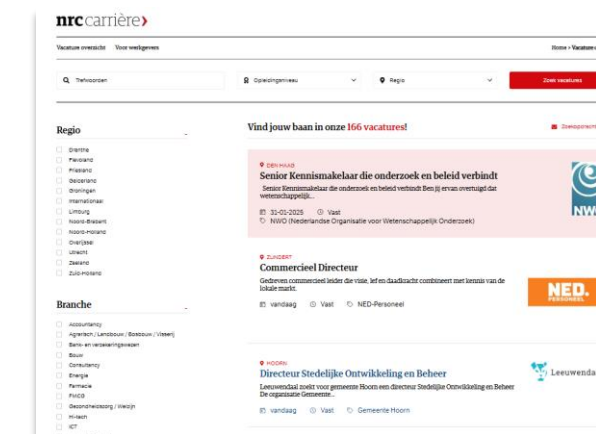 nrc carrière›
Vacature overzicht Voor werkgevers
Home > Vacature
Trefwoorden
Opleidingsniveau
Regio
Zoek vacatures
Regio
-
Drenthe
Flevoland
Friesland
Gelderland
Groningen
Internationaal
Limburg
Noord-Brabant
Noord-Holland
Overijssel
Utrecht
Zeeland
Zuid-Holland
Branche
-
Accountancy
Agrarisch / Landbouw / Bosbouw / Visserij
Bank- en verzekeringswezen
Bouw
Consultancy
Energie
Farmacie
FMCG
Gezondheidszorg / Welzijn
Hi-tech
ICT
Vind jouw baan in onze 166 vacatures!
Zoekopdracht
DEN HAAG
Senior Kennismakelaar die onderzoek en beleid verbindt
Senior Kennismakelaar die onderzoek en beleid verbindt Ben jij ervan overtuigd dat
wetenschappelijk...
31-01-2025 Vast
NWO (Nederlandse Organisatie voor Wetenschappelijk Onderzoek)
NWO
ZUNDERT
Commercieel Directeur
Gedreven commercieel leider die visie, lef en daadkracht combineert met kennis van de
lokale markt.
vandaag Vast NED-Personeel
NED.
PERSONEEL
HOORN
Directeur Stedelijke Ontwikkeling en Beheer
Leeuwendaal zoekt voor gemeente Hoorn een directeur Stedelijke Ontwikkeling en Beheer
De organisatie Gemeente...
vandaag Vast Gemeente Hoorn
Leeuwenda